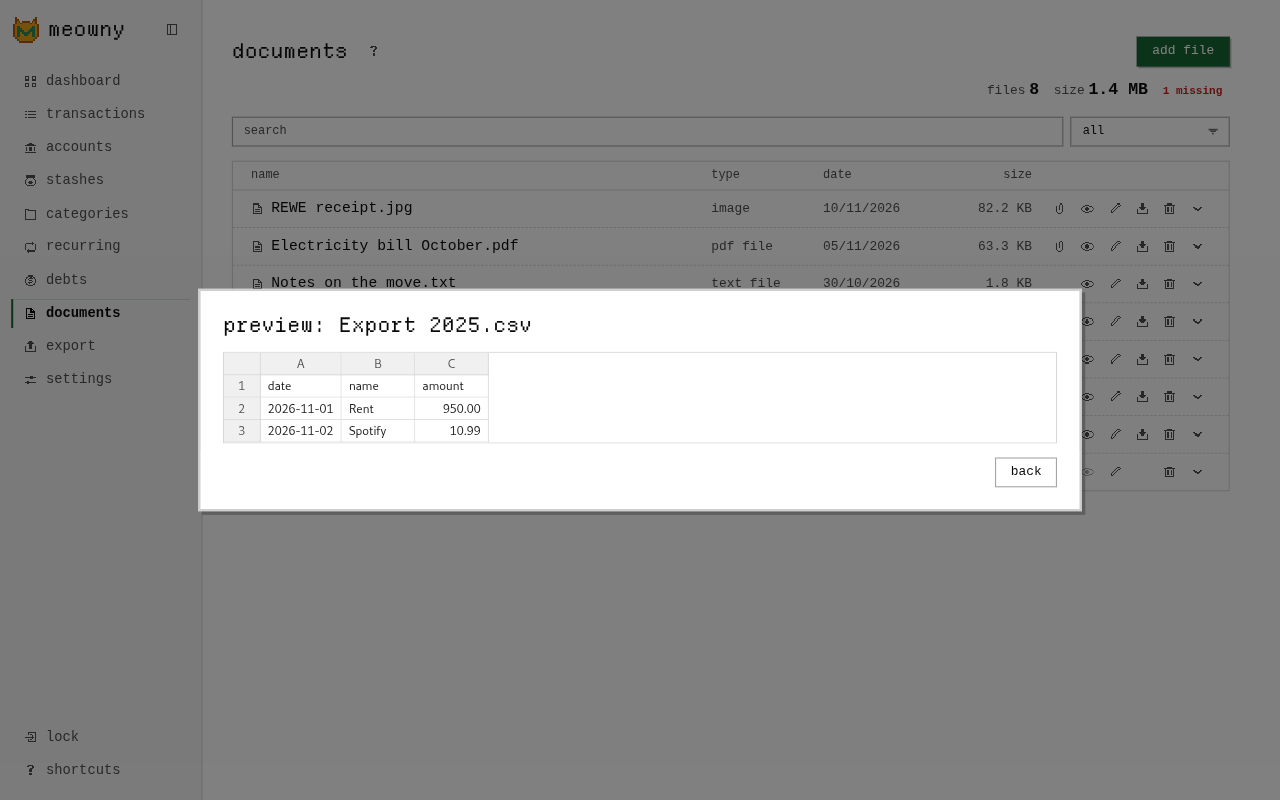 meowny
dashboard
transactions
accounts
stashes
categories
recurring
debts
documents
export
settings
lock
? shortcuts
documents ?
add file
files 8 size 1.4 MB 1 missing
search
all
name type date size
REWE receipt.jpg image 10/11/2026 82.2 KB
Electricity bill October.pdf pdf file 05/11/2026 63.3 KB
Notes on the move.txt text file 30/10/2026 1.8 KB
preview: Export 2025.csv
A B C
1 date name amount
2 2026-11-01 Rent 950.00
3 2026-11-02 Spotify 10.99
back